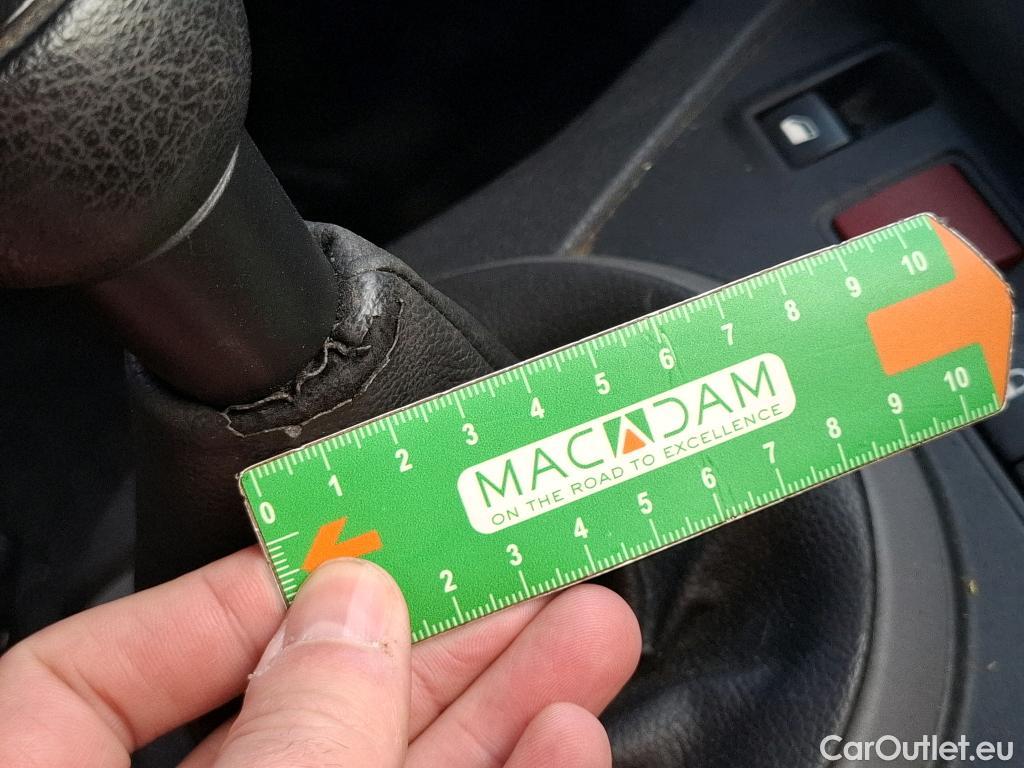 0 1 2 3 4 5 6 7 8 9 10
MACADAM
ON THE ROAD TO EXCELLENCE
2 3 4 5 6 7 8 9 10
CarOutlet.eu